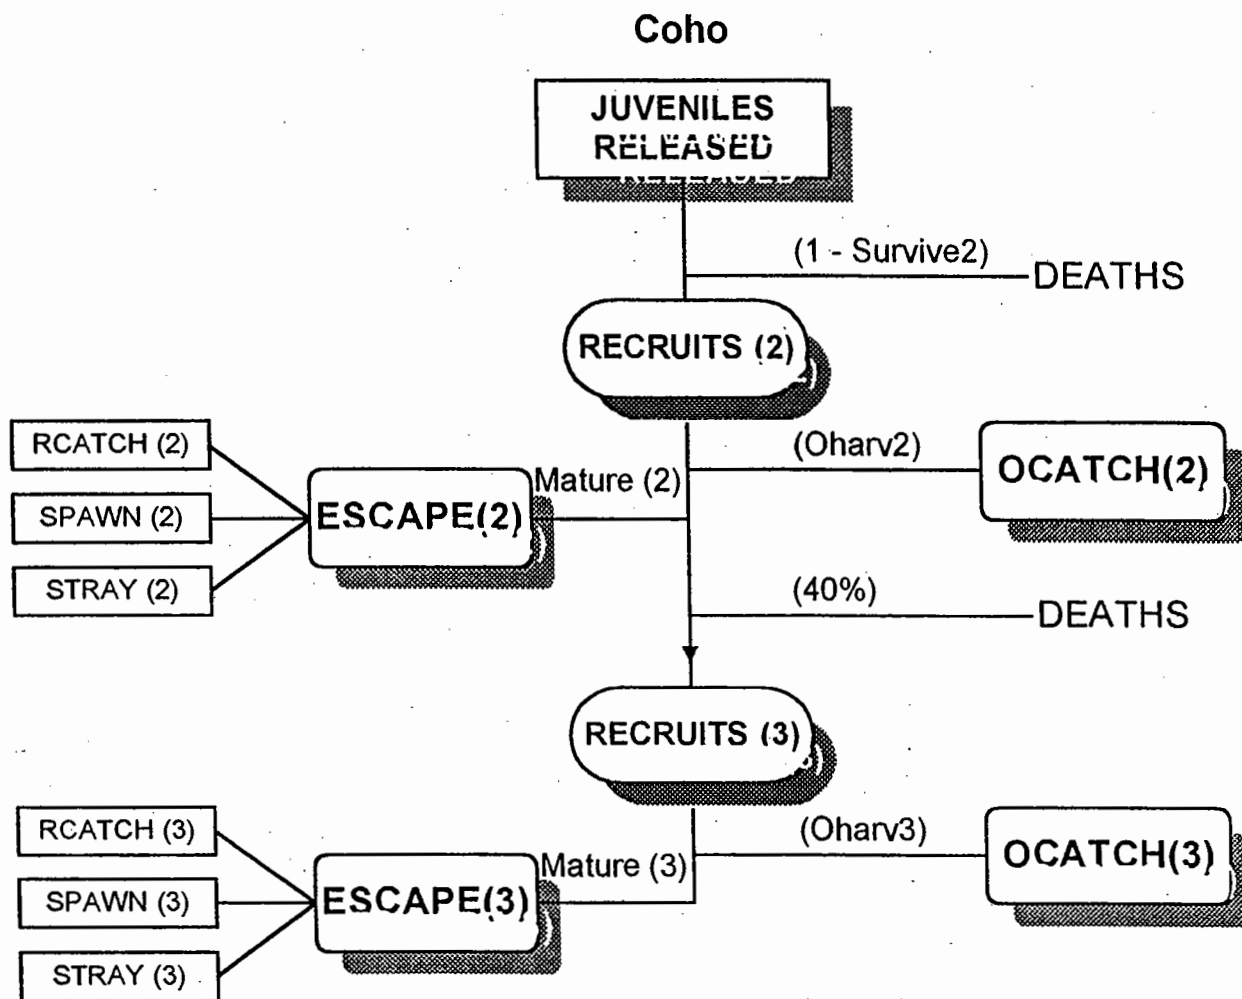 Coho
JUVENILES
RELEASED
(1 - Survive2)
DEATHS
RECRUITS (2)
RCATCH (2)
SPAWN (2)
STRAY (2)
ESCAPE(2)
Mature (2)
(Oharv2)
OCATCH(2)
(40%)
DEATHS
RECRUITS (3)
RCATCH (3)
SPAWN (3)
STRAY (3)
ESCAPE(3)
Mature (3)
(Oharv3)
OCATCH(3)